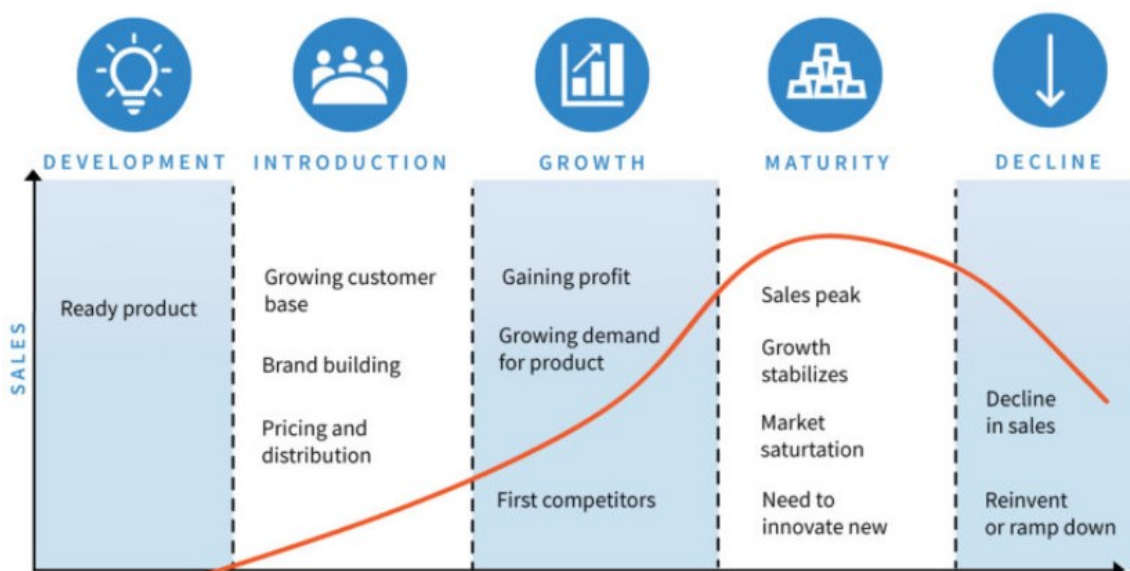 DEVELOPMENT
INTRODUCTION
GROWTH
MATURITY
DECLINE
SALES
Ready product
Growing customer
base
Brand building
Pricing and
distribution
Gaining profit
Growing demand
for product
First competitors
Sales peak
Growth
stabilizes
Market
saturtation
Need to
innovate new
Decline
in sales
Reinvent
or ramp down